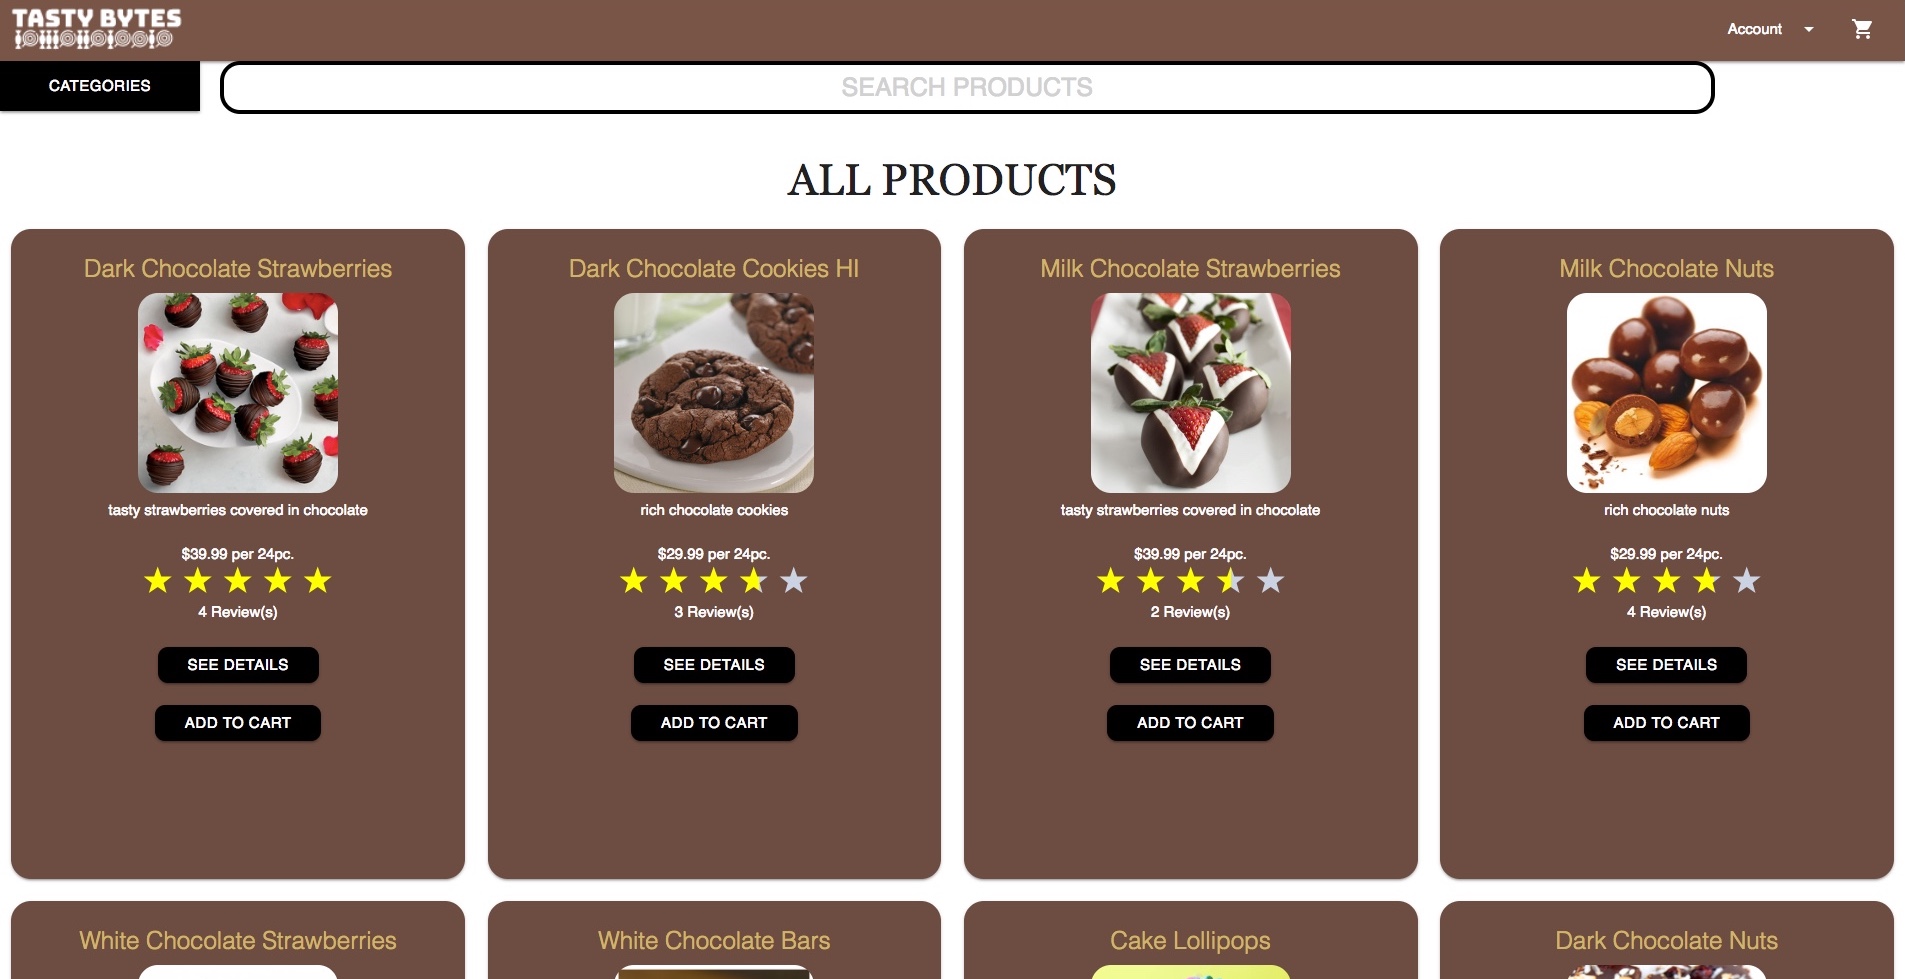 TASTY BYTES
Account
CATEGORIES
SEARCH PRODUCTS
ALL PRODUCTS
Dark Chocolate Strawberries
tasty strawberries covered in chocolate
$39.99 per 24pc.
4 Review(s)
SEE DETAILS
ADD TO CART
Dark Chocolate Cookies HI
rich chocolate cookies
$29.99 per 24pc.
3 Review(s)
SEE DETAILS
ADD TO CART
Milk Chocolate Strawberries
tasty strawberries covered in chocolate
$39.99 per 24pc.
2 Review(s)
SEE DETAILS
ADD TO CART
Milk Chocolate Nuts
rich chocolate nuts
$29.99 per 24pc.
4 Review(s)
SEE DETAILS
ADD TO CART
White Chocolate Strawberries
White Chocolate Bars
Cake Lollipops
Dark Chocolate Nuts